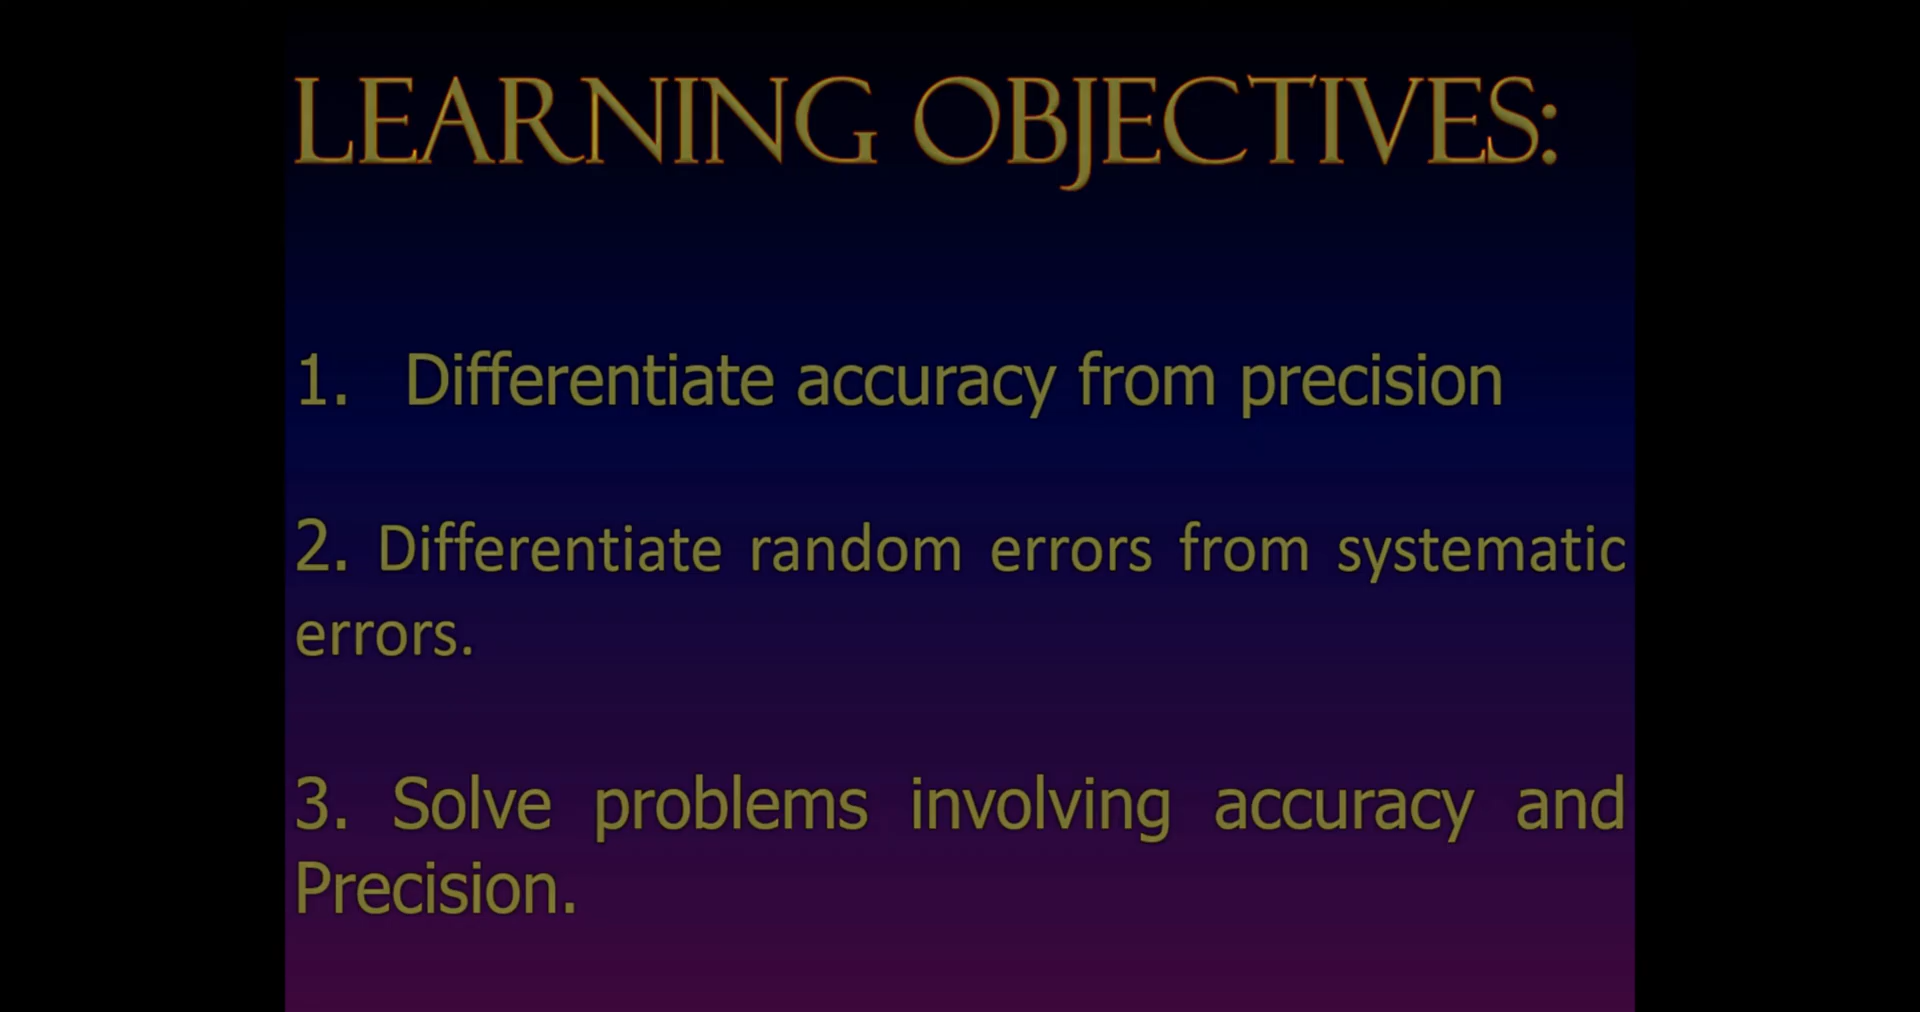 LEARNING OBJECTIVES:
1. Differentiate accuracy from precision
2. Differentiate random errors from systematic
errors.
3. Solve problems involving accuracy and
Precision.